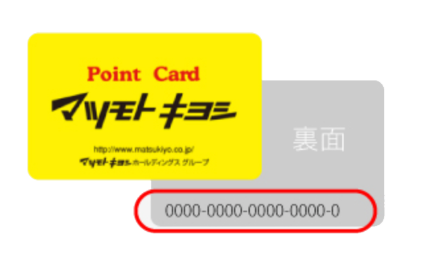 Point Card
マツモトキヨシ
http://www.matsukiyo.co.jp/
マツモトキヨシホールディングス グループ
裏面
0000-0000-0000-0000-0